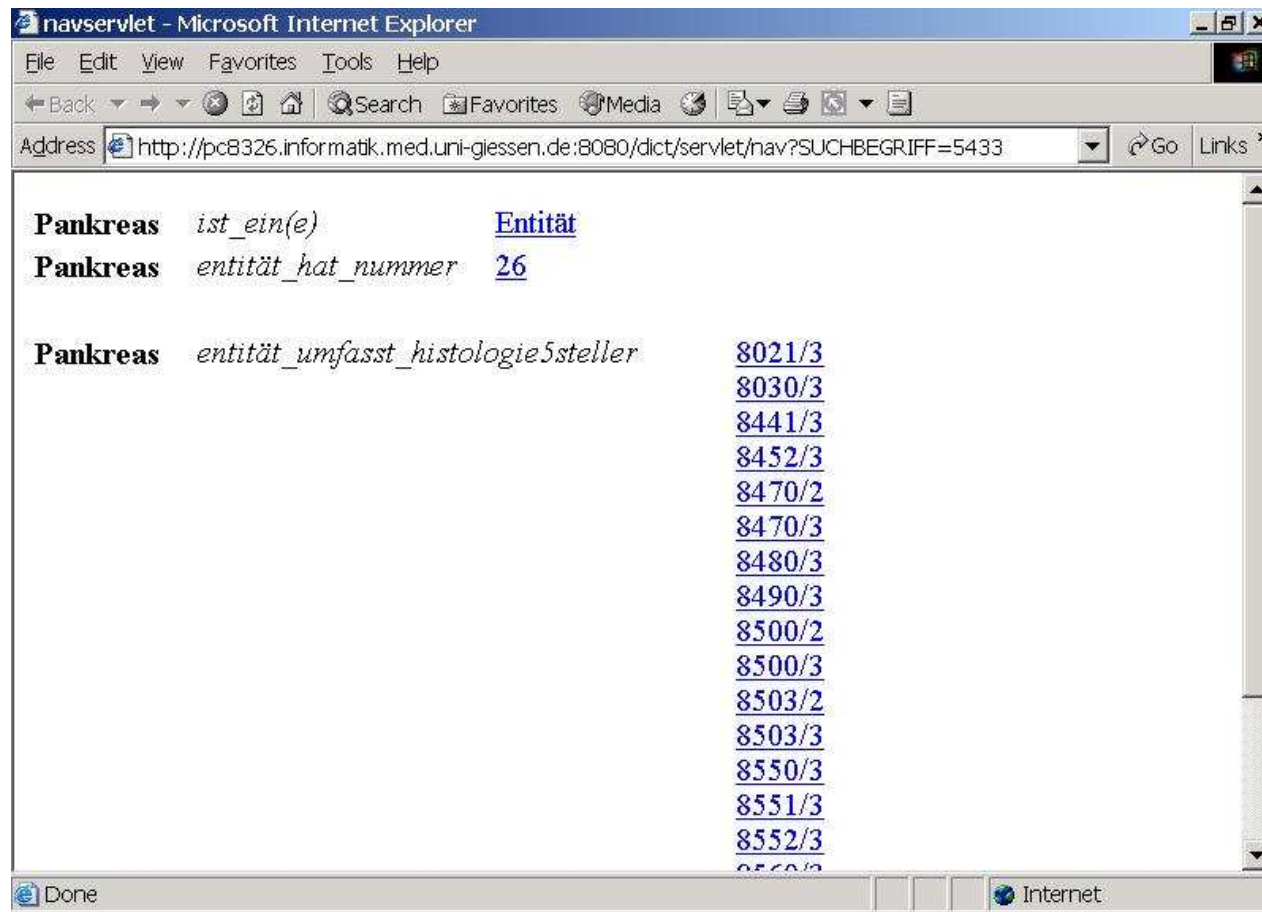 navservlet - Microsoft Internet Explorer
File Edit View Favorites Tools Help
Back Search Favorites Media
Address http://pc8326.informatik.med.uni-giessen.de:8080/dict/servlet/nav?SUCHBEGRIFF=5433 Go Links
Pankreas ist_ein(e) Entität
Pankreas entität_hat_nummer 26
Pankreas entität_umfasst_histologie5steller 8021/3
8030/3
8441/3
8452/3
8470/2
8470/3
8480/3
8490/3
8500/2
8500/3
8503/2
8503/3
8550/3
8551/3
8552/3
Done Internet